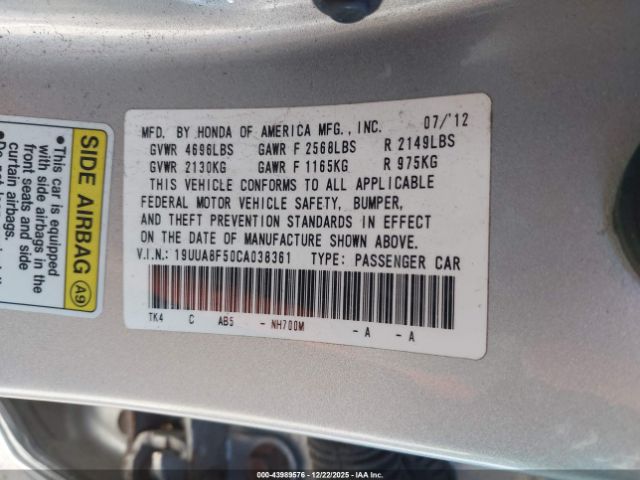 MFD. BY HONDA OF AMERICA MFG., INC. 07/'12
GVWR 4696LBS GAWR F 2568LBS R 2149LBS
GVWR 2130KG GAWR F 1165KG R 975KG
THIS VEHICLE CONFORMS TO ALL APPLICABLE
FEDERAL MOTOR VEHICLE SAFETY, BUMPER,
AND THEFT PREVENTION STANDARDS IN EFFECT
ON THE DATE OF MANUFACTURE SHOWN ABOVE.
V.I.N.: 19UUA8F50CA038361 TYPE: PASSENGER CAR
TK4 C AB5 - NH700M - A - A
SIDE AIRBAG A9
• This car is equipped
with side airbags in the
front seats and side
curtain airbags.
• Do not
000-43989576 | 12/22/2025 | IAA Inc.